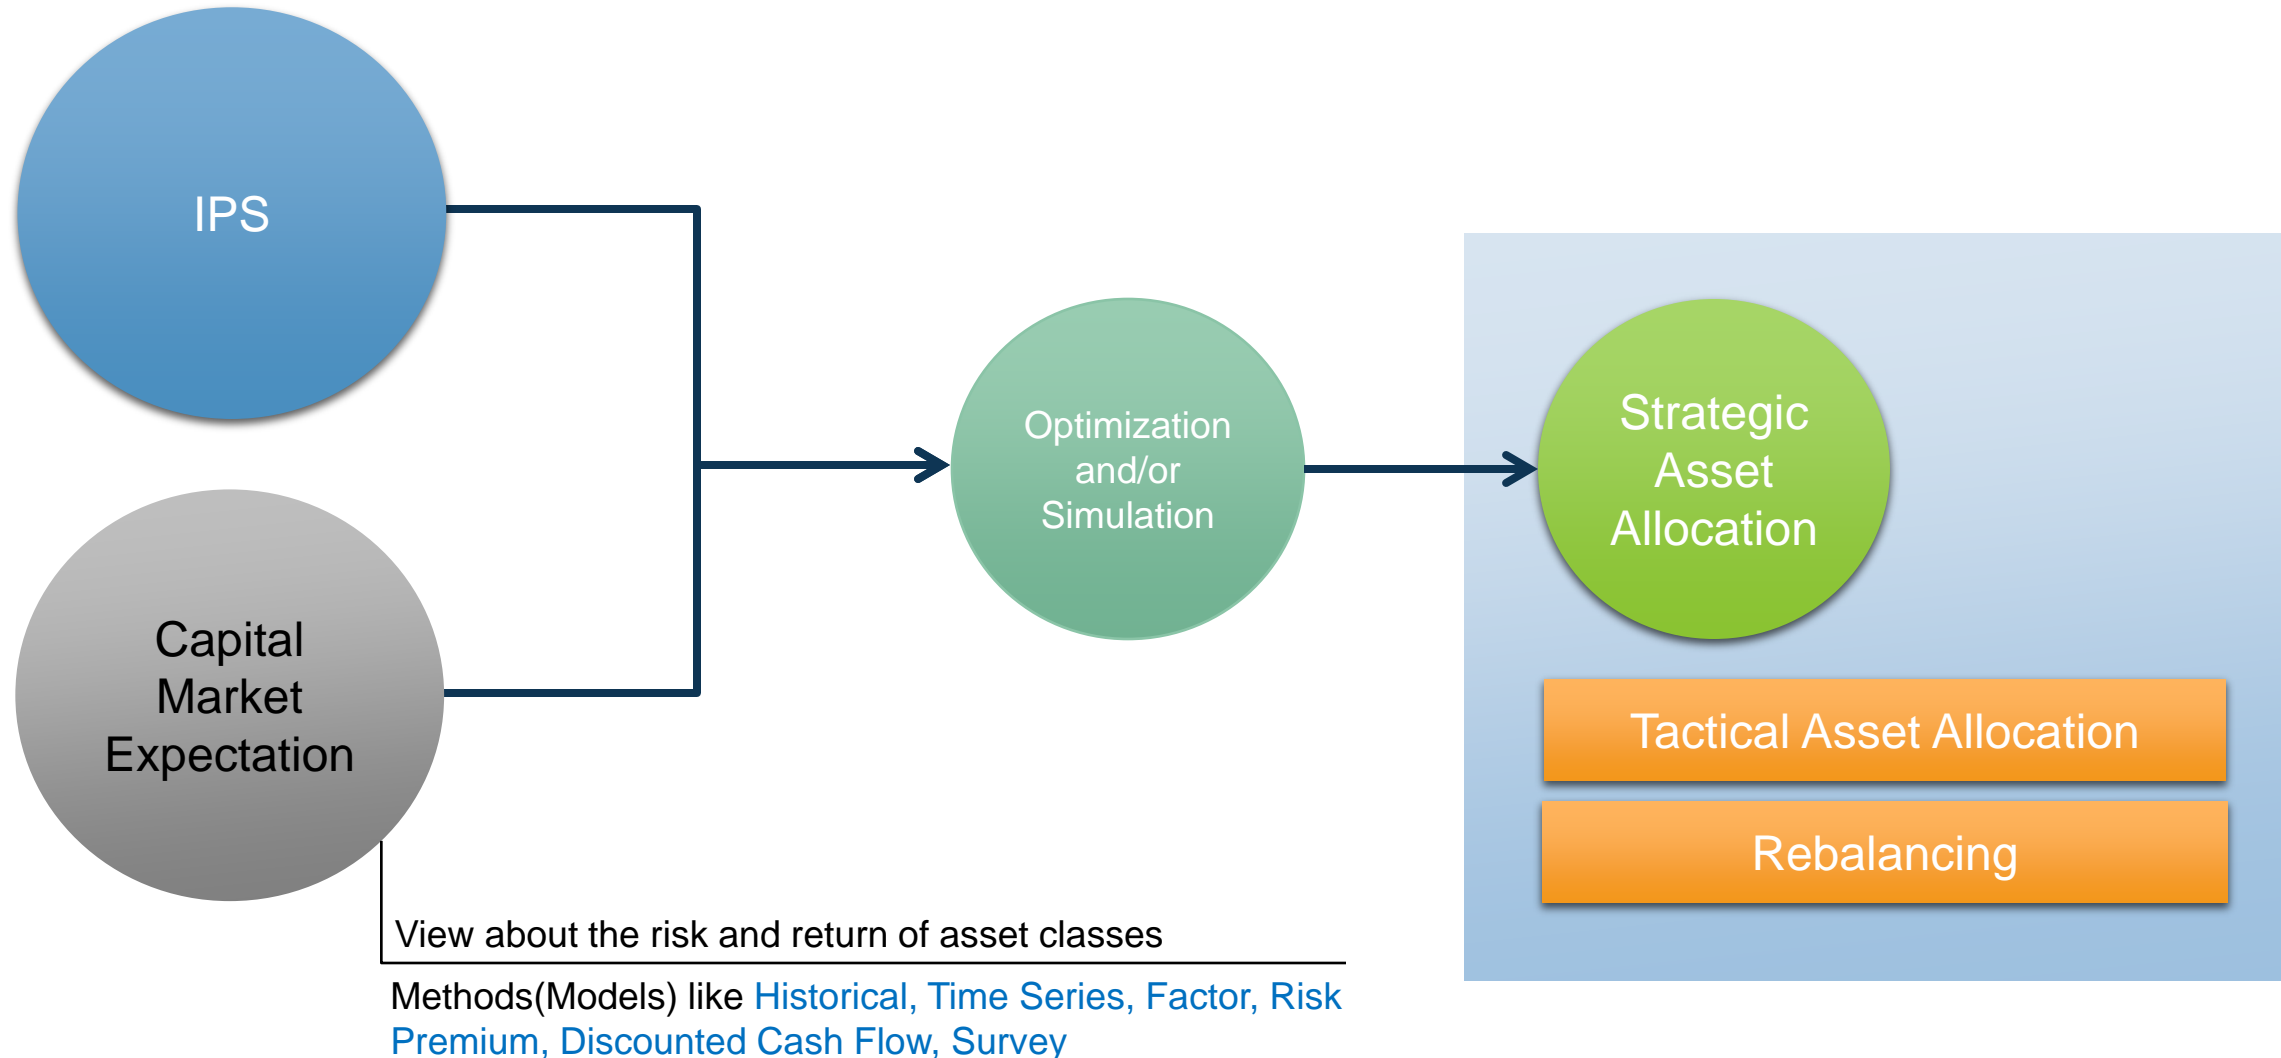 IPS
Capital
Market
Expectation
Optimization
and/or
Simulation
Strategic
Asset
Allocation
Tactical Asset Allocation
Rebalancing
View about the risk and return of asset classes
Methods(Models) like Historical, Time Series, Factor, Risk
Premium, Discounted Cash Flow, Survey